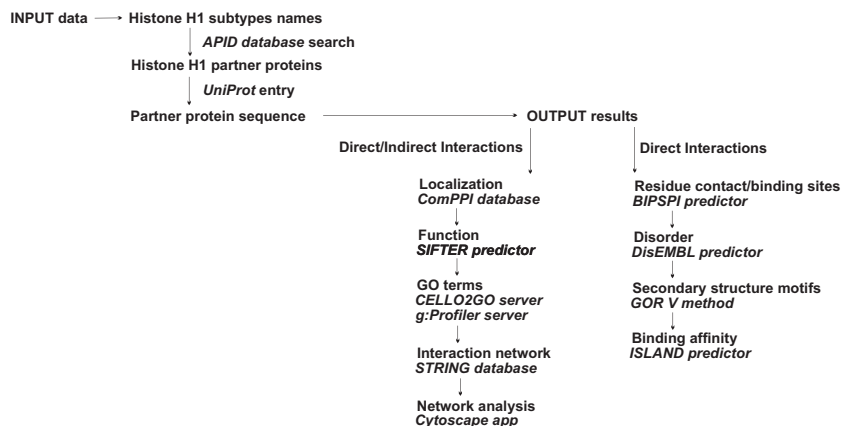 INPUT data
Histone H1 subtypes names
APID database search
Histone H1 partner proteins
UniProt entry
Partner protein sequence
OUTPUT results
Direct/Indirect Interactions
Localization
ComPPI database
Function
SIFTER predictor
GO terms
CELLO2GO server
g:Profiler server
Interaction network
STRING database
Network analysis
Cytoscape app
Direct Interactions
Residue contact/binding sites
BIPSPI predictor
Disorder
DisEMBL predictor
Secondary structure motifs
GOR V method
Binding affinity
ISLAND predictor